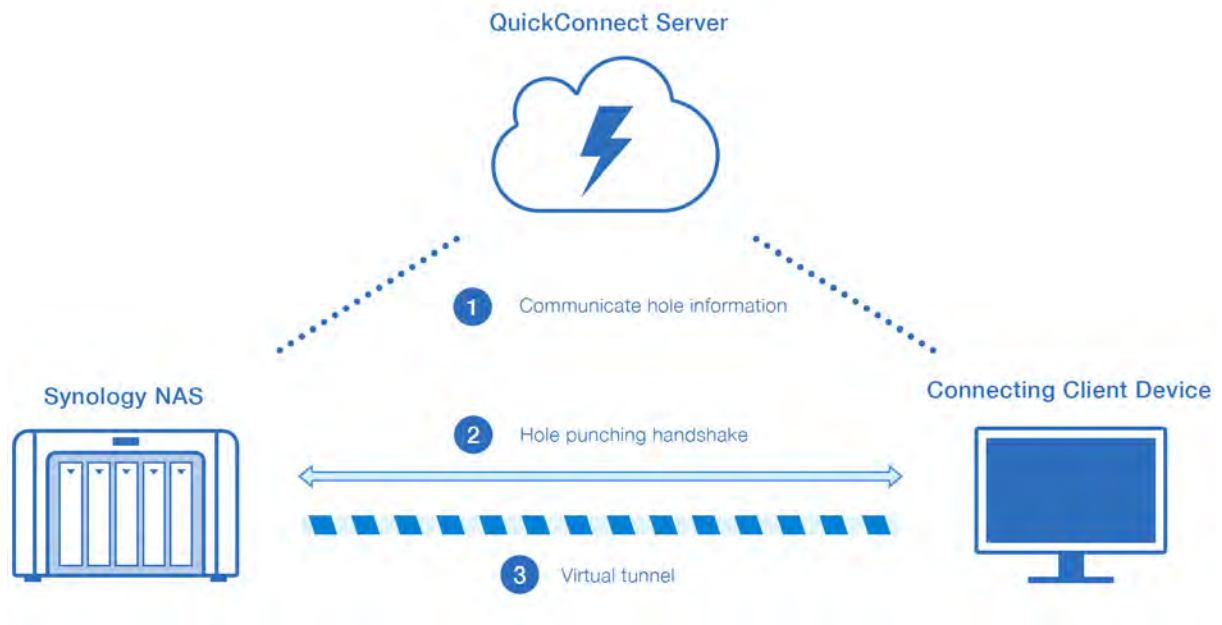 QuickConnect Server
1 Communicate hole information
Synology NAS
Connecting Client Device
2 Hole punching handshake
3 Virtual tunnel